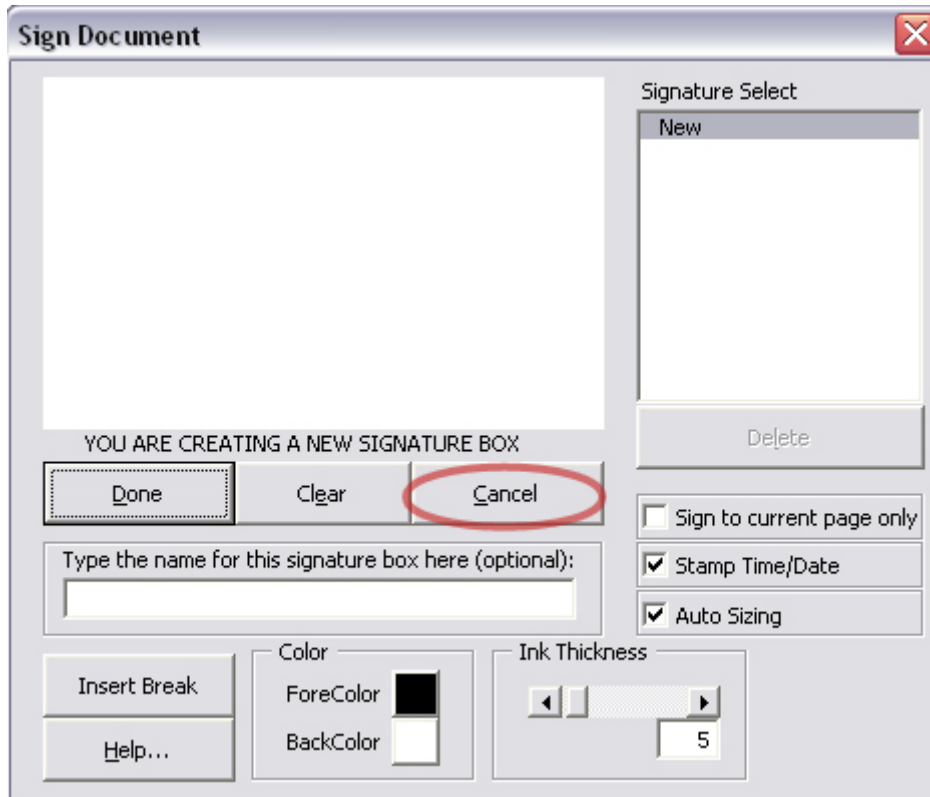 Sign Document
Signature Select
New
YOU ARE CREATING A NEW SIGNATURE BOX
Delete
Done
Clear
Cancel
Sign to current page only
Type the name for this signature box here (optional):
Stamp Time/Date
Auto Sizing
Insert Break
Help...
Color
ForeColor
BackColor
Ink Thickness
5